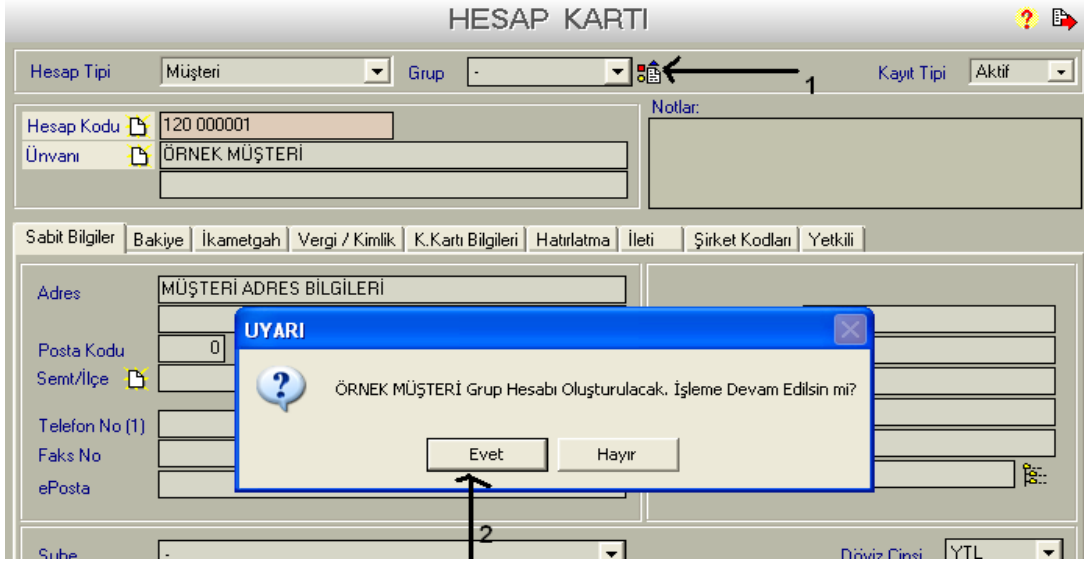 HESAP KARTI
Hesap Tipi Müşteri Grup - 1 Kayıt Tipi Aktif
Notlar:
Hesap Kodu 120 000001
Ünvanı ÖRNEK MÜŞTERİ
Sabit Bilgiler Bakiye İkametgah Vergi / Kimlik K.Kartı Bilgileri Hatırlatma İleti Şirket Kodları Yetkili
Adres MÜŞTERİ ADRES BİLGİLERİ
UYARI
Posta Kodu 0
Semt/İlçe
ÖRNEK MÜŞTERİ Grup Hesabı Oluşturulacak. İşleme Devam Edilsin mi?
Telefon No (1)
Faks No
Evet Hayır
ePosta
2
Şube - Döviz Cinsi YTL